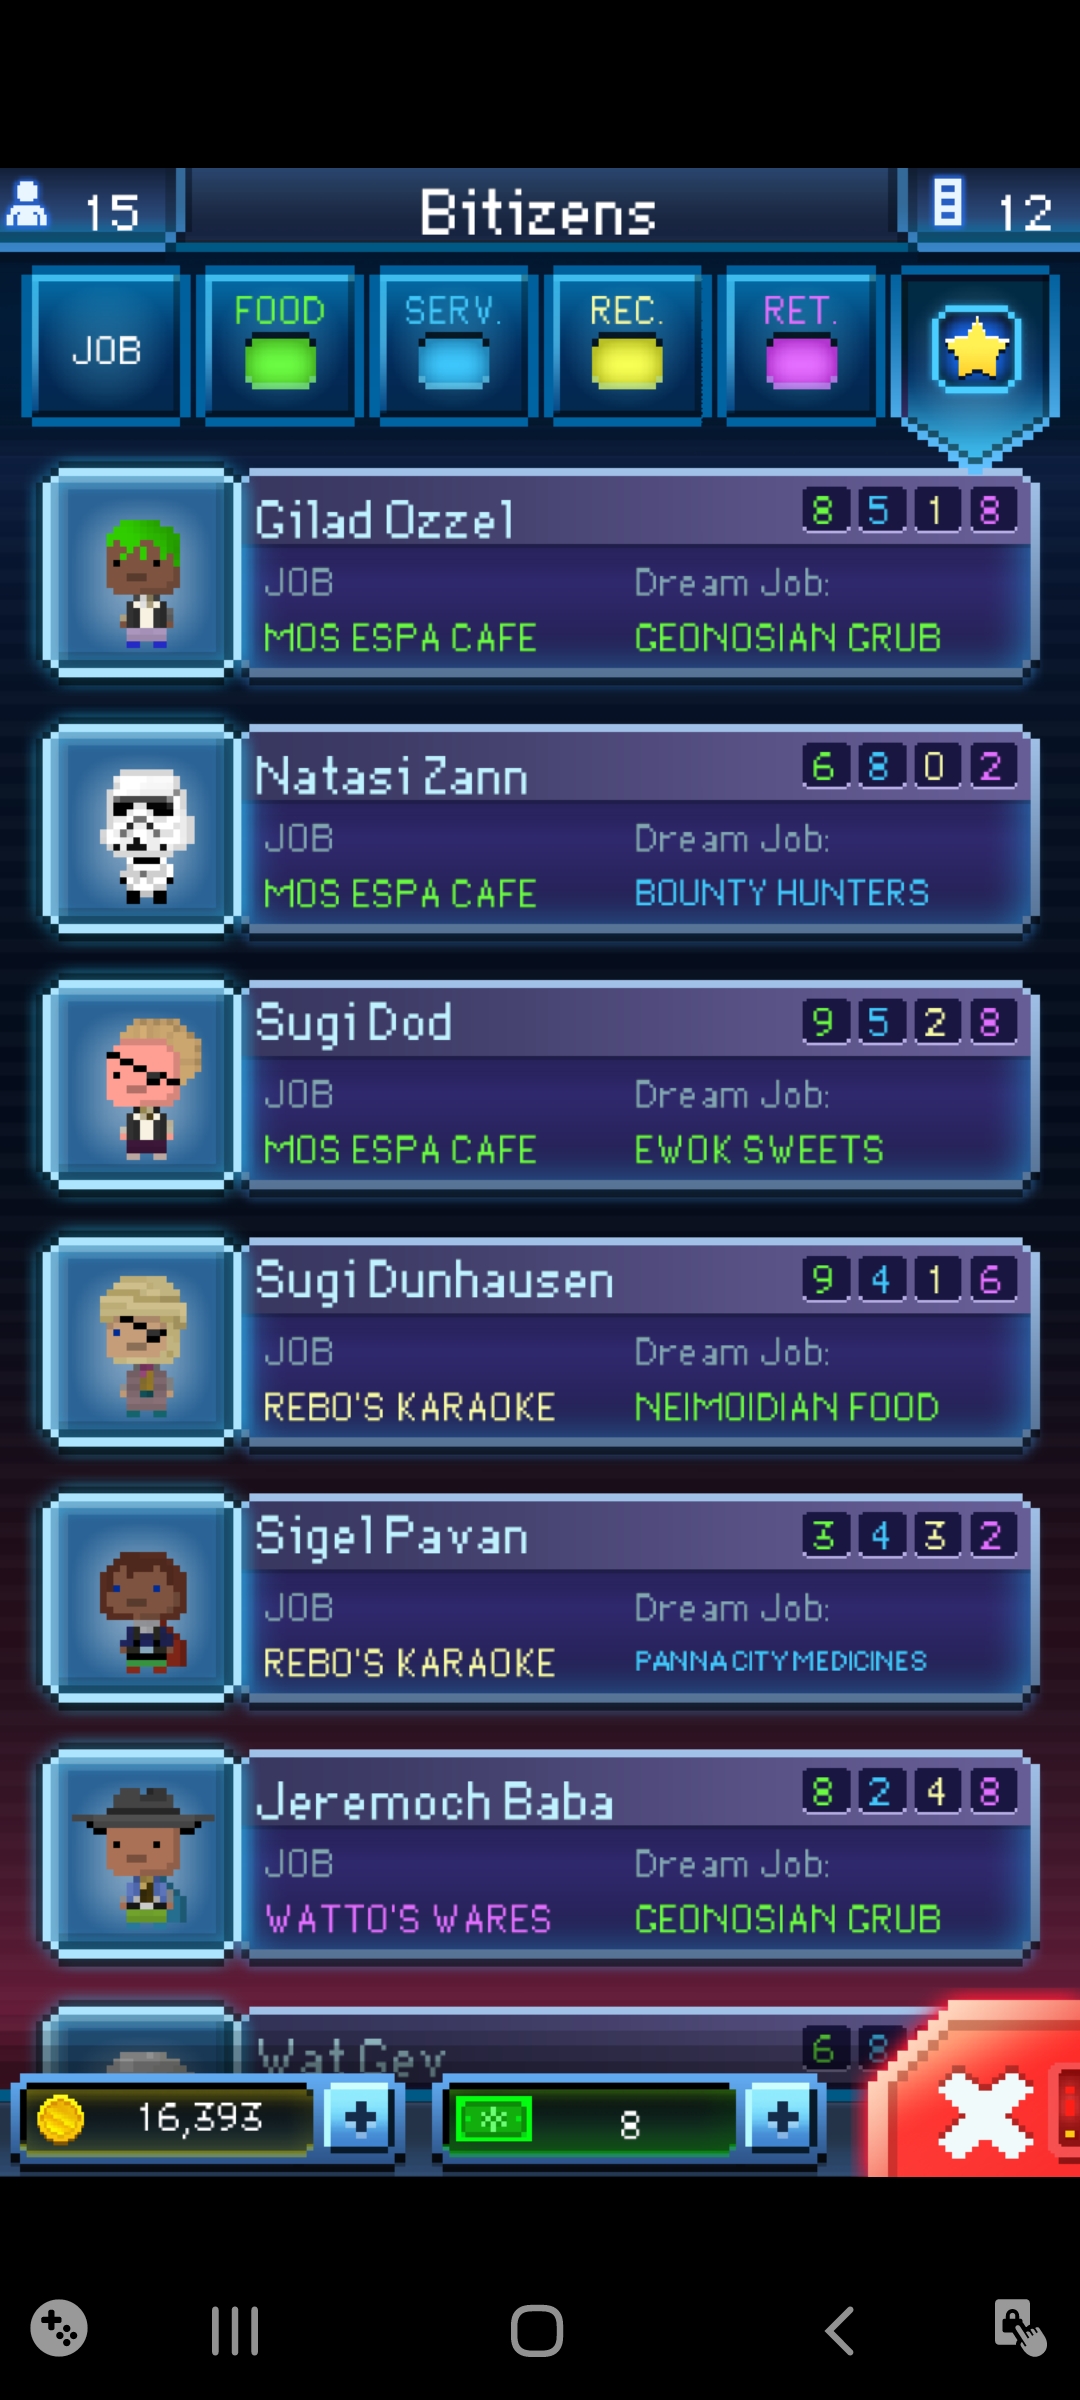 15 Bitizens 12
JOB FOOD SERV. REC. RET.
Gilad Ozzel 8 5 1 8
JOB Dream Job:
MOS ESPA CAFE GEONOSIAN GRUB
Natasi Zann 6 8 0 2
JOB Dream Job:
MOS ESPA CAFE BOUNTY HUNTERS
Sugi Dod 9 5 2 8
JOB Dream Job:
MOS ESPA CAFE EWOK SWEETS
Sugi Dunhausen 9 4 1 6
JOB Dream Job:
REBO'S KARAOKE NEIMOIDIAN FOOD
Sigel Pavan 3 4 3 2
JOB Dream Job:
REBO'S KARAOKE PANNA CITY MEDICINES
Jeremoch Baba 8 2 4 8
JOB Dream Job:
WATTO'S WARES GEONOSIAN GRUB
Wat Gey 6 8
16,393 8